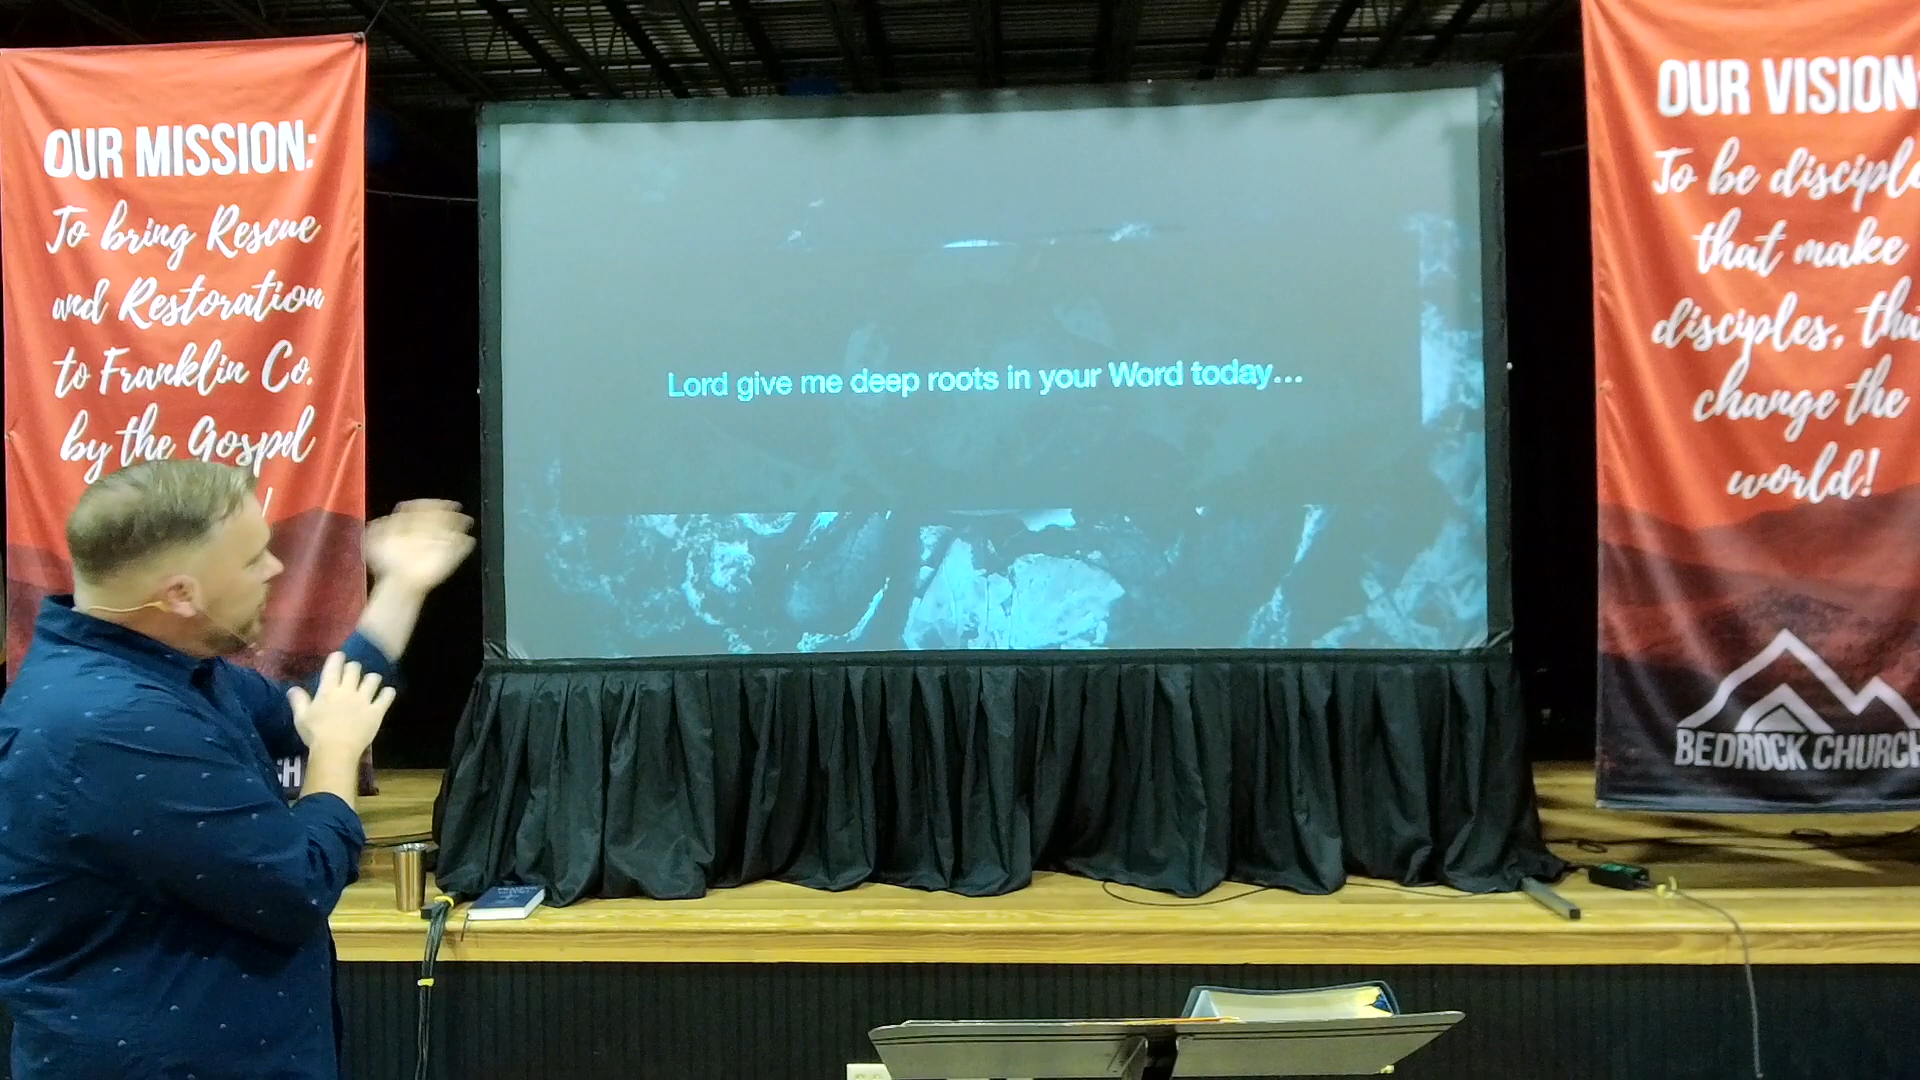 OUR MISSION:
To bring Rescue
and Restoration
to Franklin Co.
by the Gospel
Lord give me deep roots in your Word today...
OUR VISION:
To be disciple
that make
disciples, tha
change the
world!
BEDROCK CHURCH
CH